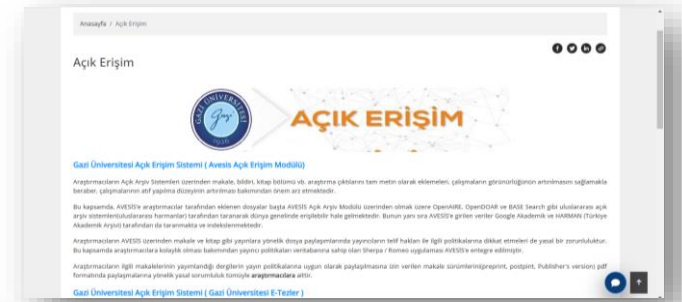 Anasayfa / Açık Erişim
Açık Erişim
GAZİ ÜNİVERSİTESİ
Gazi
1926
AÇIK ERİŞİM
Gazi Üniversitesi Açık Erişim Sistemi ( Avesis Açık Erişim Modülü)
Araştırmacıların Açık Arşiv Sistemleri üzerinden makale, bildiri, kitap bölümü vb. araştırma çıktılarını tam metin olarak eklemeleri, çalışmaların görünürlüğünün artırılmasını sağlamakla
beraber, çalışmalarının atıf yapılma düzeyinin artırılması bakımından önem arz etmektedir.
Bu kapsamda, AVESİS'e araştırmacılar tarafından eklenen dosyalar başta AVESİS Açık Arşiv Modülü üzerinden olmak üzere OpenAIRE, OpenDOAR ve BASE Search gibi uluslararası açık
arşiv sistemleri(uluslararası harmanlar) tarafından taranarak dünya genelinde erişilebilir hale gelmektedir. Bunun yanı sıra AVESİS'e girilen veriler Google Akademik ve HARMAN (Türkiye
Akademik Arşivi) tarafından da taranmakta ve indekslenmektedir.
Araştırmacıların AVESİS üzerinden makale ve kitap gibi yayınlara yönelik dosya paylaşımlarında yayıncıların telif hakları ile ilgili politikalarına dikkat etmeleri de yasal bir zorunluluktur.
Bu kapsamda araştırmacılara kolaylık olması bakımından yayıncı politikaları veritabanına sahip olan Sherpa / Romeo uygulaması AVESİS'e entegre edilmiştir.
Araştırmacıların ilgili makalelerinin yayımlandığı dergilerin yayın politikalarına uygun olarak paylaşılmasına izin verilen makale sürümlerini(preprint, postpint, Publisher's version) pdf
formatında paylaşmalarına yönelik yasal sorumluluk tümüyle araştırmacılara aittir.
Gazi Üniversitesi Açık Erişim Sistemi ( Gazi Üniversitesi E-Tezler )